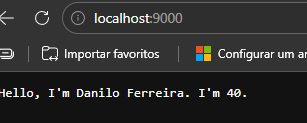 localhost:9000
Importar favoritos
Configurar um
Hello, I'm Danilo Ferreira. I'm 40.